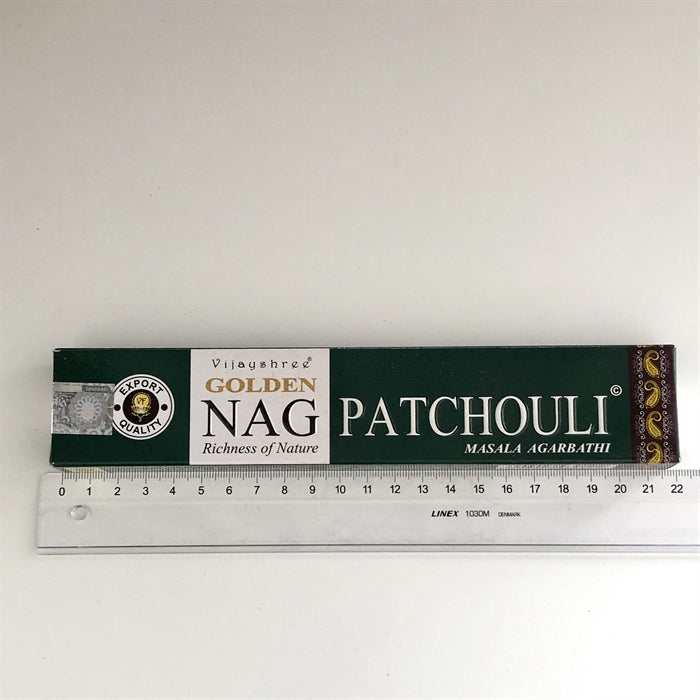 EXPORT
VF
QUALITY
Vijayshree®
GOLDEN
NAG
Richness of Nature
PATCHOULI©
MASALA AGARBATHI
0 1 2 3 4 5 6 7 8 9 10 11 12 13 14 15 16 17 18 19 20 21 22
LINEX 1030M DENMARK